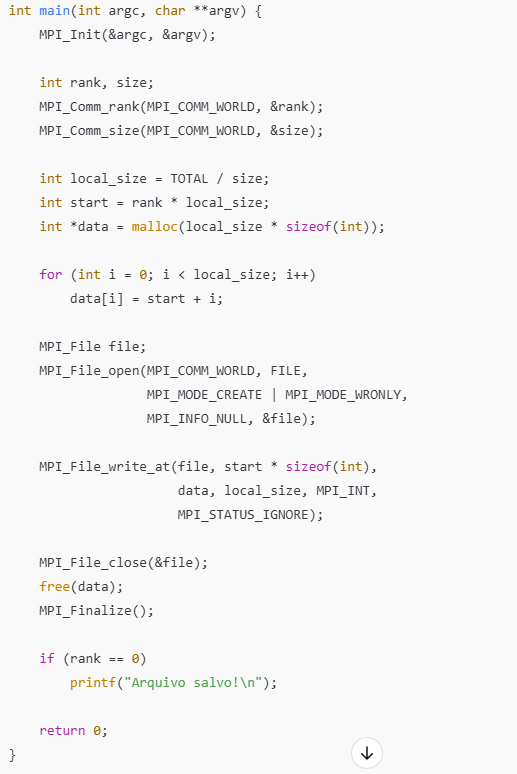 int main(int argc, char **argv) {
    MPI_Init(&argc, &argv);

    int rank, size;
    MPI_Comm_rank(MPI_COMM_WORLD, &rank);
    MPI_Comm_size(MPI_COMM_WORLD, &size);

    int local_size = TOTAL / size;
    int start = rank * local_size;
    int *data = malloc(local_size * sizeof(int));

    for (int i = 0; i < local_size; i++)
        data[i] = start + i;

    MPI_File file;
    MPI_File_open(MPI_COMM_WORLD, FILE,
                  MPI_MODE_CREATE | MPI_MODE_WRONLY,
                  MPI_INFO_NULL, &file);

    MPI_File_write_at(file, start * sizeof(int),
                      data, local_size, MPI_INT,
                      MPI_STATUS_IGNORE);

    MPI_File_close(&file);
    free(data);
    MPI_Finalize();

    if (rank == 0)
        printf("Arquivo salvo!\n");

    return 0;
}